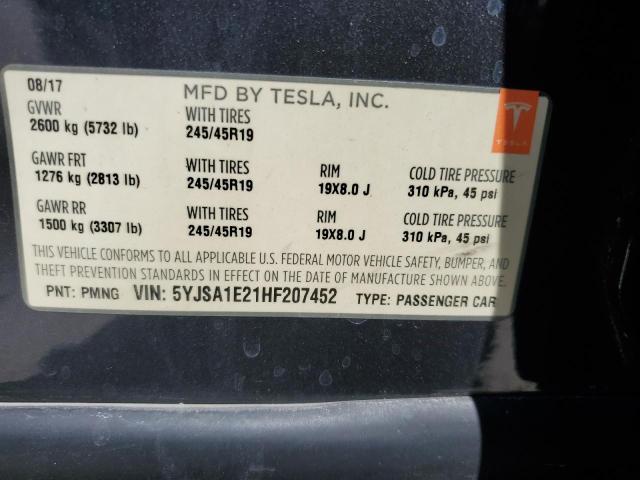 08/17 MFD BY TESLA, INC.
GVWR WITH TIRES
2600 kg (5732 lb) 245/45R19
TESLA
GAWR FRT WITH TIRES RIM COLD TIRE PRESSURE
1276 kg (2813 lb) 245/45R19 19X8.0 J 310 kPa, 45 psi
GAWR RR WITH TIRES RIM COLD TIRE PRESSURE
1500 kg (3307 lb) 245/45R19 19X8.0 J 310 kPa, 45 psi
THIS VEHICLE CONFORMS TO ALL APPLICABLE U.S. FEDERAL MOTOR VEHICLE SAFETY, BUMPER, AND
THEFT PREVENTION STANDARDS IN EFFECT ON THE DATE OF MANUFACTURE SHOWN ABOVE.
PNT: PMNG VIN: 5YJSA1E21HF207452 TYPE: PASSENGER CAR